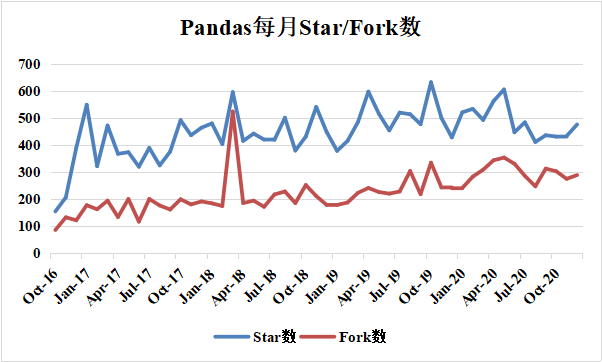 Pandas每月Star/Fork数
700
600
500
400
300
200
100
0
Oct-16
Jan-17
Apr-17
Jul-17
Oct-17
Jan-18
Apr-18
Jul-18
Oct-18
Jan-19
Apr-19
Jul-19
Oct-19
Jan-20
Apr-20
Jul-20
Oct-20
Star数 Fork数